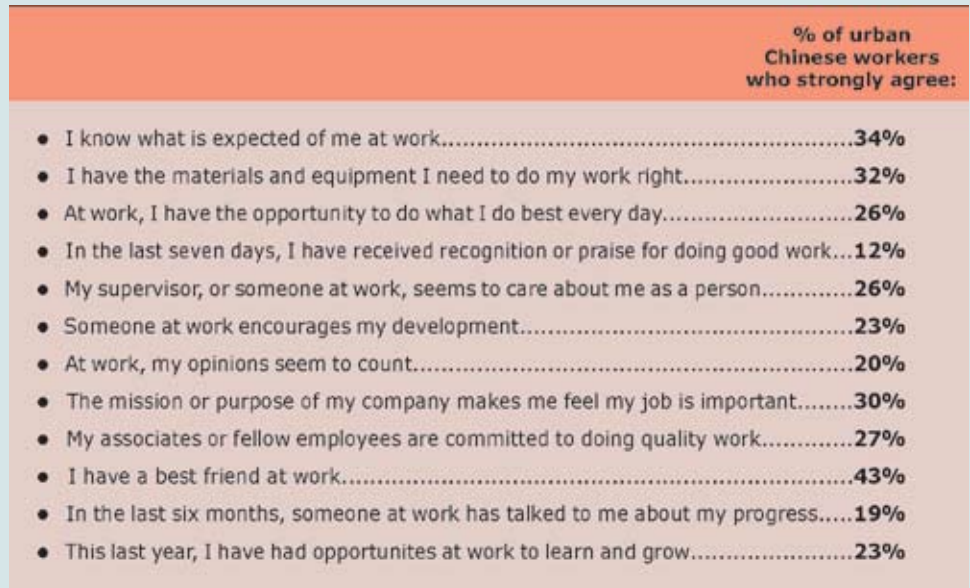 % of urban
Chinese workers
who strongly agree:
• I know what is expected of me at work..........................................................34%
• I have the materials and equipment I need to do my work right........................32%
• At work, I have the opportunity to do what I do best every day...........................26%
• In the last seven days, I have received recognition or praise for doing good work...12%
• My supervisor, or someone at work, seems to care about me as a person.............26%
• Someone at work encourages my development...............................................23%
• At work, my opinions seem to count..............................................................20%
• The mission or purpose of my company makes me feel my job is important........30%
• My associates or fellow employees are committed to doing quality work.............27%
• I have a best friend at work........................................................................43%
• In the last six months, someone at work has talked to me about my progress.....19%
• This last year, I have had opportunites at work to learn and grow.......................23%